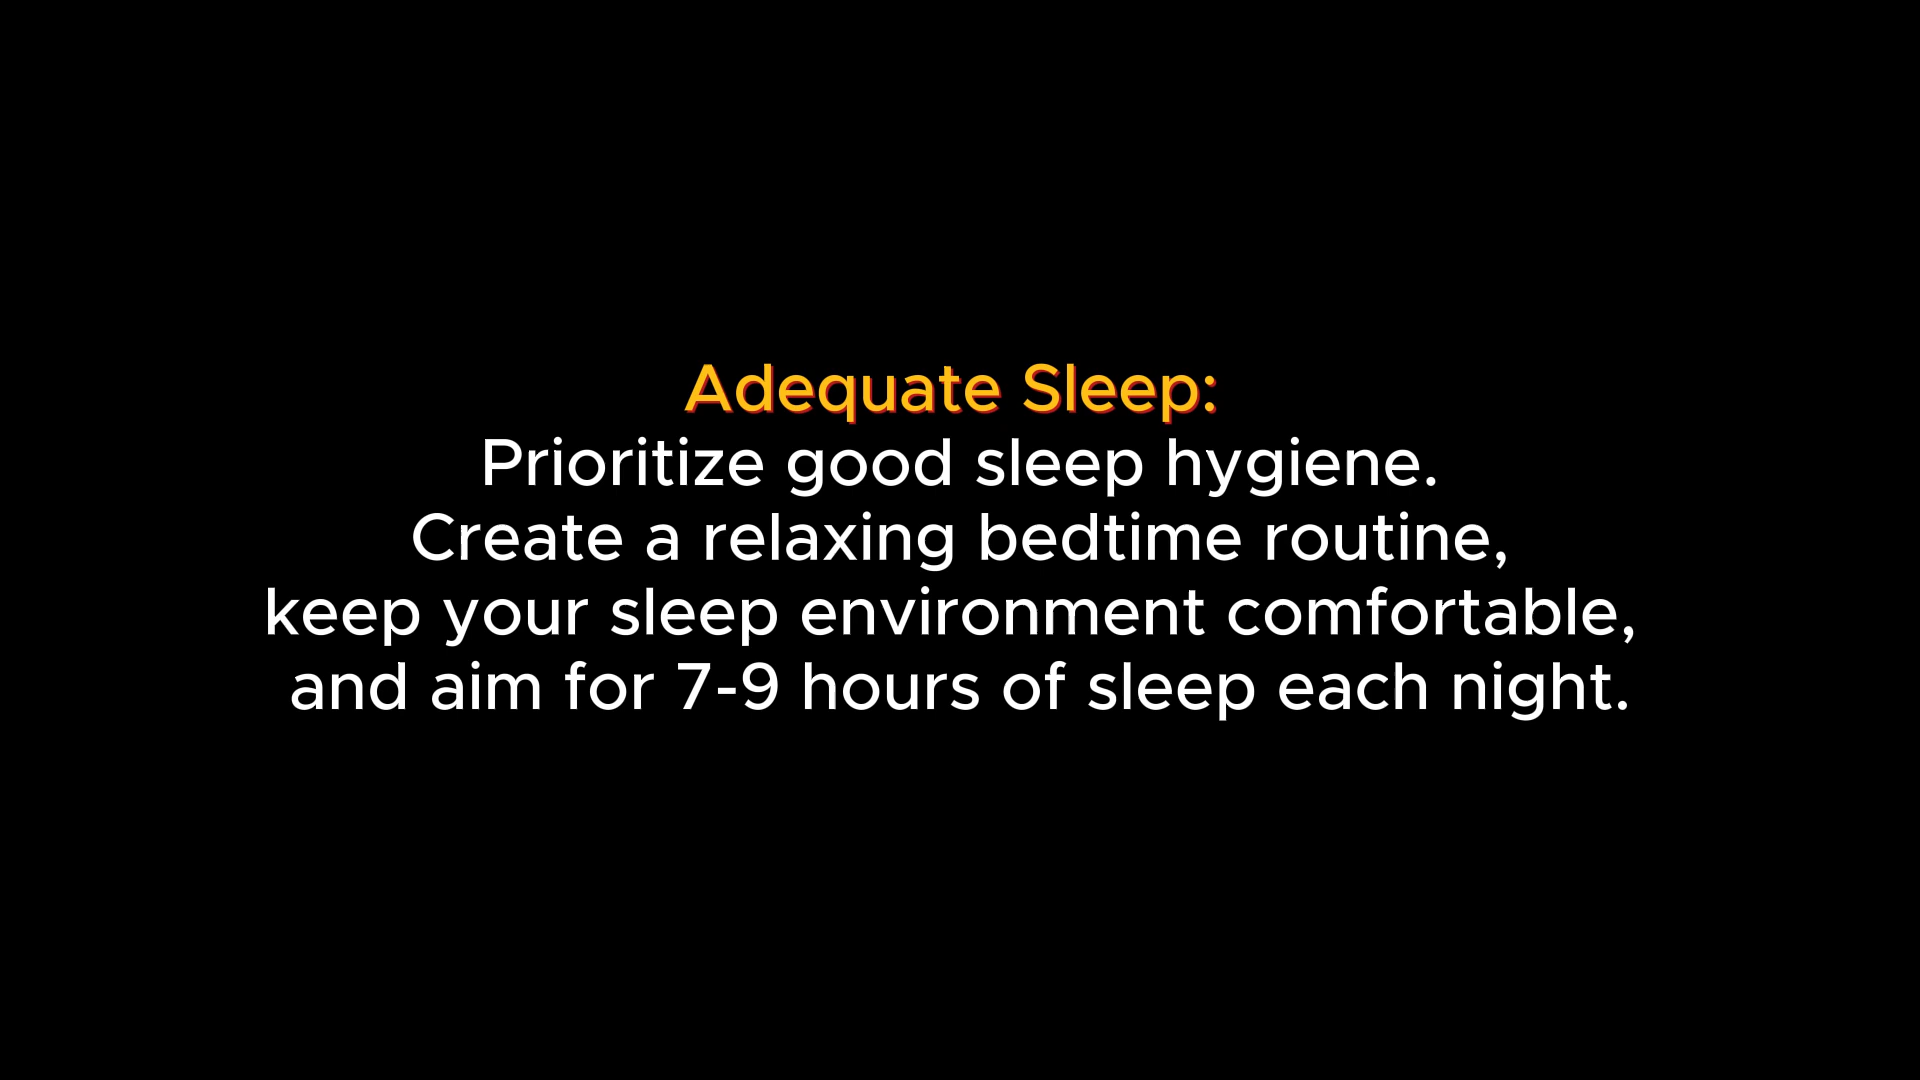 Adequate Sleep:
Prioritize good sleep hygiene.
Create a relaxing bedtime routine,
keep your sleep environment comfortable,
and aim for 7-9 hours of sleep each night.